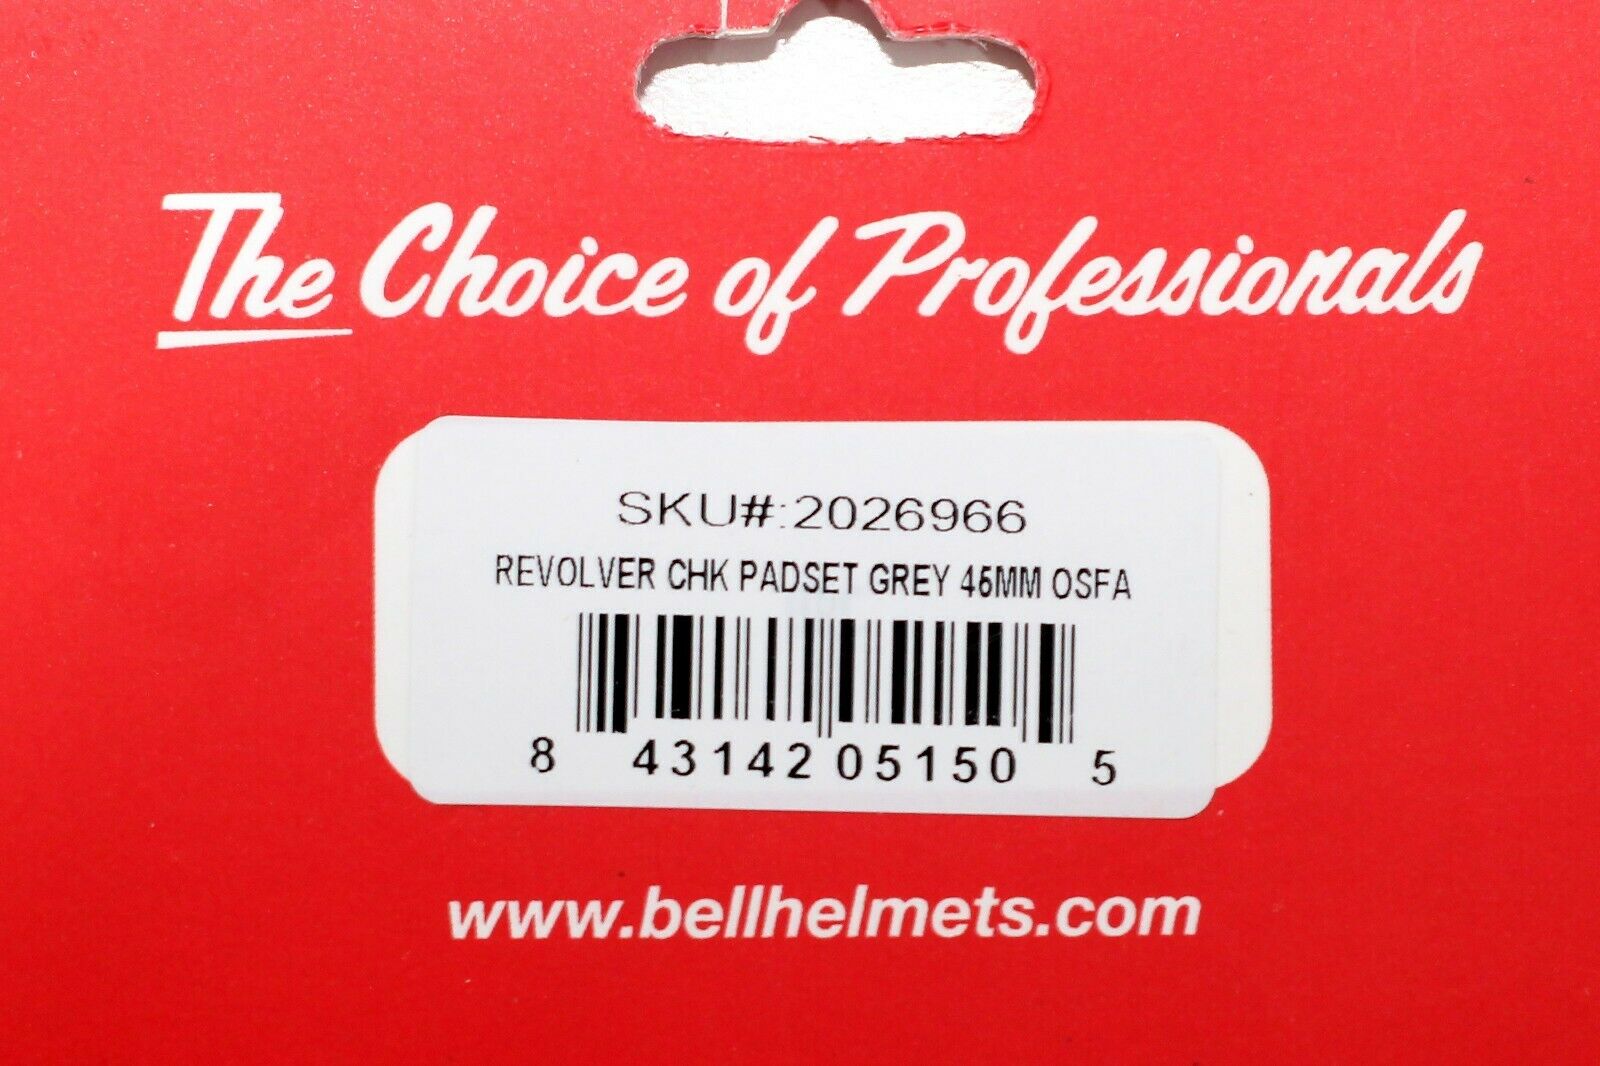 The Choice of Professionals
SKU#:2026966
REVOLVER CHK PADSET GREY 45MM OSFA
8 43142 05150 5
www.bellhelmets.com